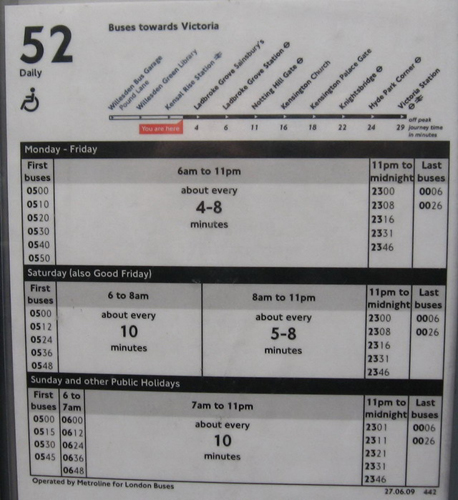 52
Daily
Buses towards Victoria
Willesden Bus Garage
Pound Lane
Willesden Green Library
Kensal Rise Station
Ladbroke Grove Sainsbury's
Ladbroke Grove Station
Notting Hill Gate
Kensington Church
Kensington Palace Gate
Knightsbridge
Hyde Park Corner
Victoria Station
You are here
4 6 11 16 18 22 24 29
off peak
journey time
in minutes
Monday - Friday
First
buses
0500
0510
0520
0530
0540
0550
6am to 11pm
about every
4-8
minutes
11pm to
midnight
2300
2308
2316
2331
2346
Last
buses
0006
0026
Saturday (also Good Friday)
First
buses
0500
0512
0524
0536
0548
6 to 8am
about every
10
minutes
8am to 11pm
about every
5-8
minutes
11pm to
midnight
2300
2308
2316
2331
2346
Last
buses
0006
0026
Sunday and other Public Holidays
First
buses
0500
0515
0530
0545
6 to
7am
0600
0612
0624
0636
0648
7am to 11pm
about every
10
minutes
11pm to
midnight
2301
2311
2321
2331
2346
Last
buses
0006
0026
Operated by Metroline for London Buses
27.06.09 442